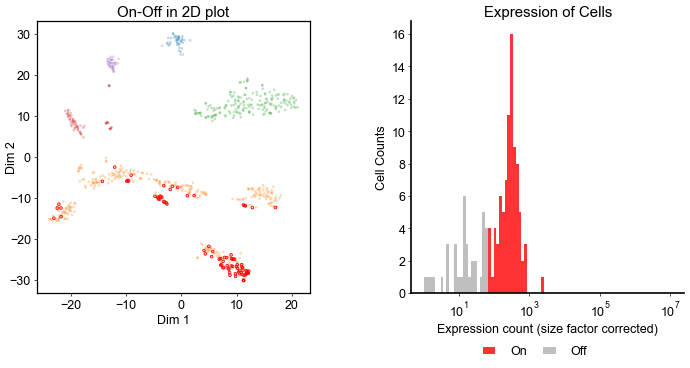 On-Off in 2D plot
30
20
10
0
−10
−20
−30
Dim 2
−20 −10 0 10 20
Dim 1
Expression of Cells
16
14
12
10
8
6
4
2
0
Cell Counts
10^1 10^3 10^5 10^7
Expression count (size factor corrected)
On Off